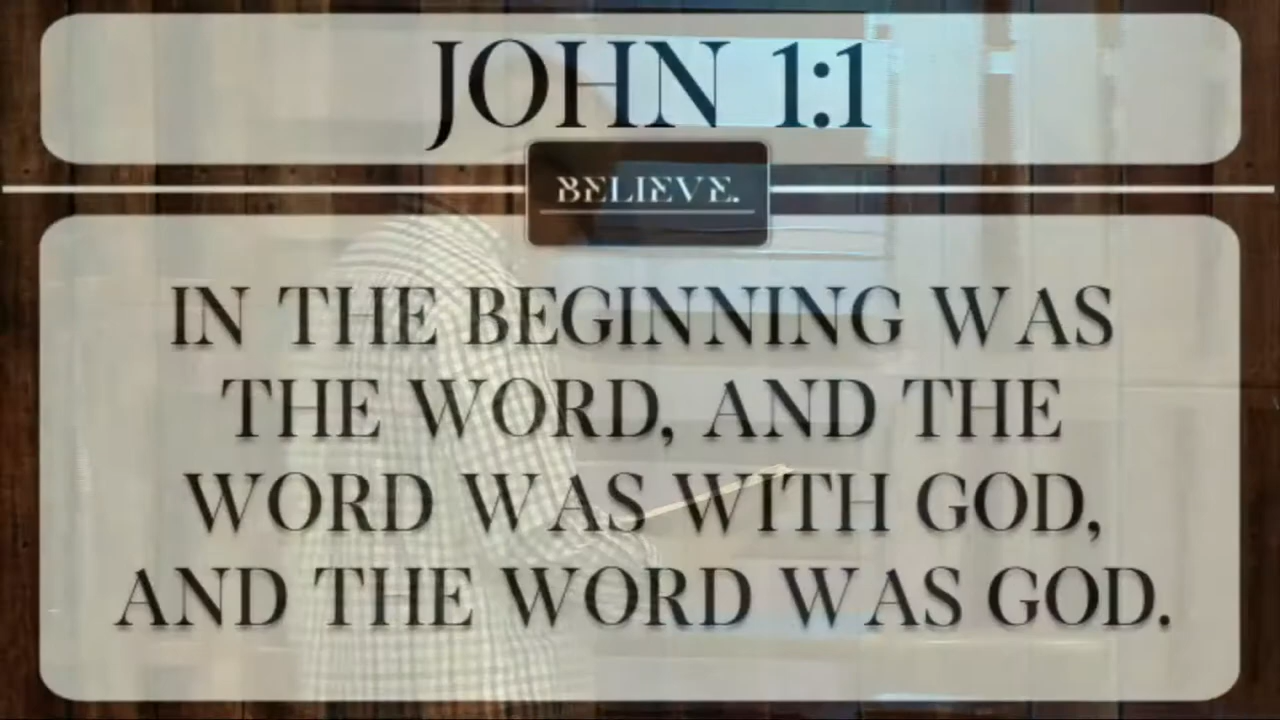 JOHN 1:1
BELIEVE.
IN THE BEGINNING WAS
THE WORD, AND THE
WORD WAS WITH GOD,
AND THE WORD WAS GOD.